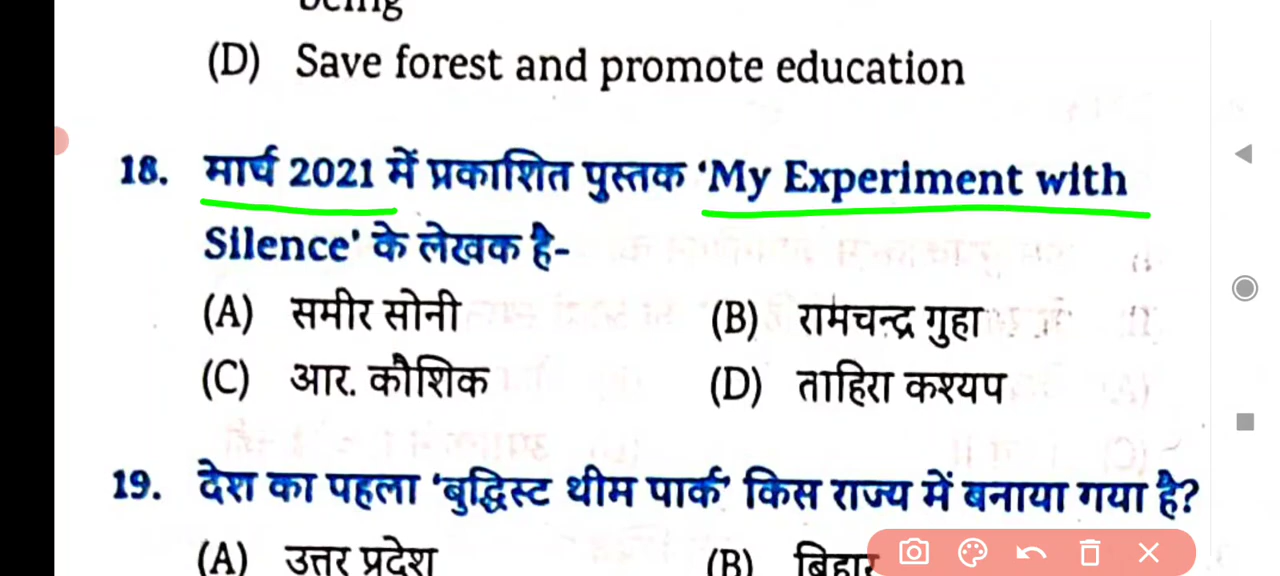 being
(D) Save forest and promote education
18. मार्च 2021 में प्रकाशित पुस्तक 'My Experiment with
Silence' के लेखक है-
(A) समीर सोनी (B) रामचन्द्र गुहा
(C) आर. कौशिक (D) ताहिरा कश्यप
19. देश का पहला 'बुद्धिस्ट थीम पार्क' किस राज्य में बनाया गया है?
(A) उत्तर प्रदेश (B) बिहार